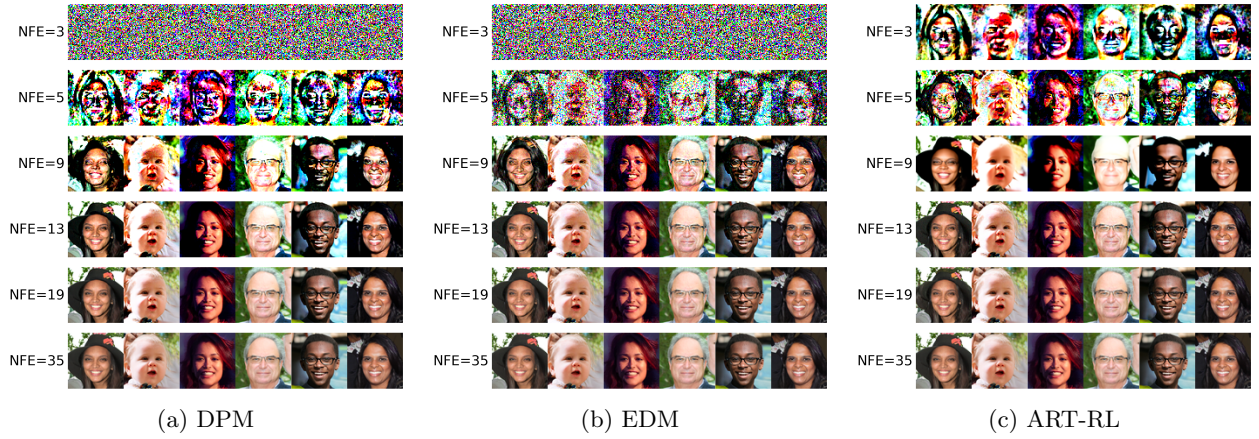 NFE=3
NFE=5
NFE=9
NFE=13
NFE=19
NFE=35
(a) DPM
NFE=3
NFE=5
NFE=9
NFE=13
NFE=19
NFE=35
(b) EDM
NFE=3
NFE=5
NFE=9
NFE=13
NFE=19
NFE=35
(c) ART-RL